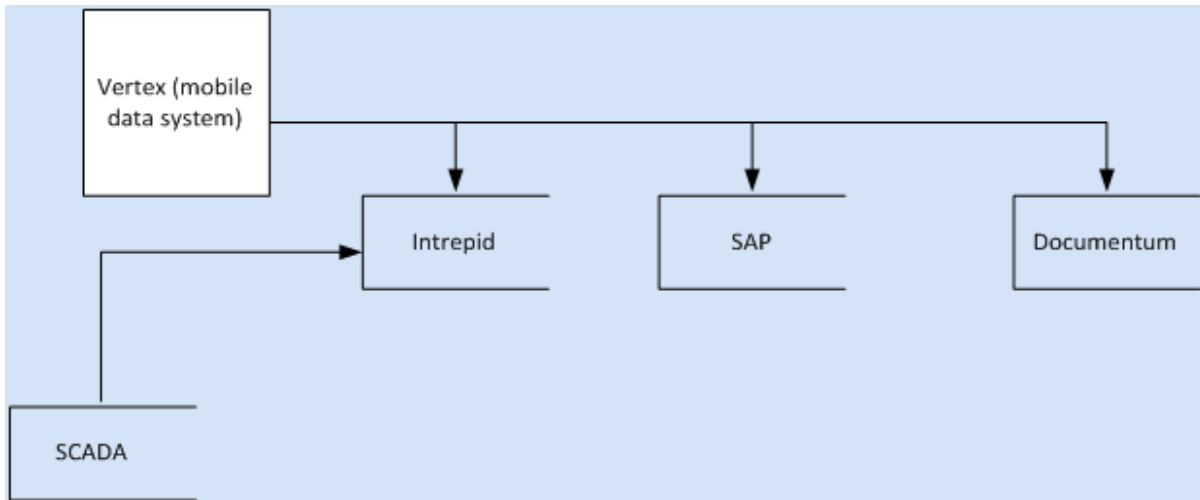 Vertex (mobile
data system)
Intrepid
SAP
Documentum
SCADA